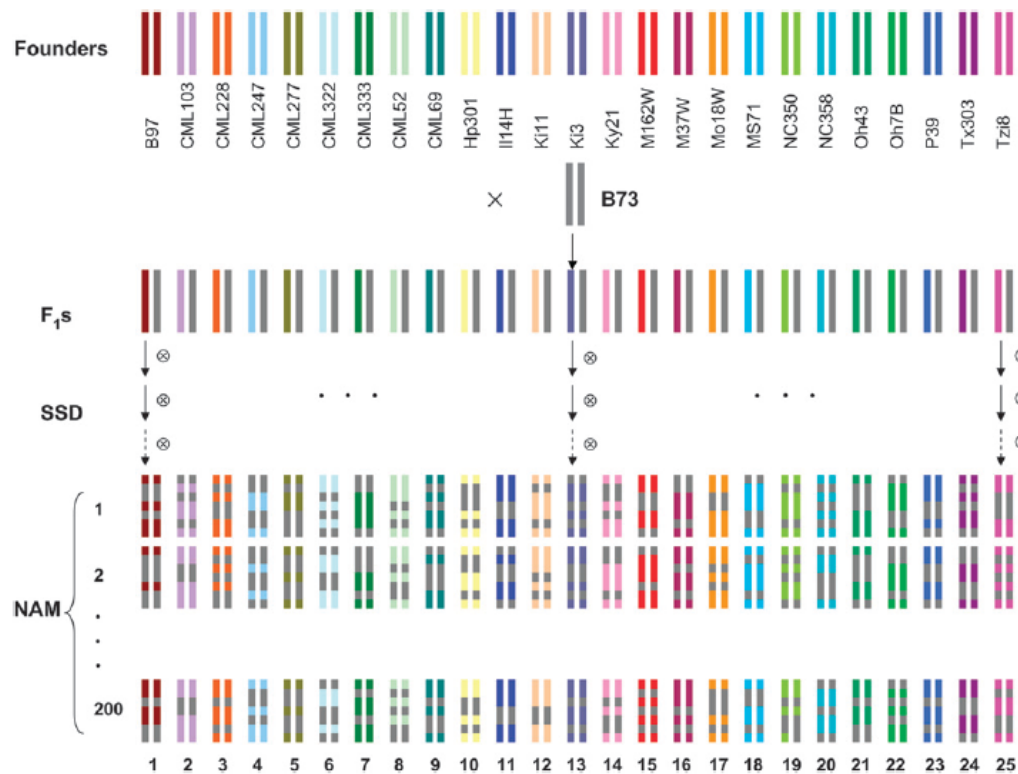 Founders
B97 CML103 CML228 CML247 CML277 CML322 CML333 CML52 CML69 Hp301 Il14H Ki11 Ki3 Ky21 M162W M37W Mo18W MS71 NC350 NC358 Oh43 Oh7B P39 Tx303 Tzi8
× B73
F1s
SSD
1
2
NAM
200
1 2 3 4 5 6 7 8 9 10 11 12 13 14 15 16 17 18 19 20 21 22 23 24 25